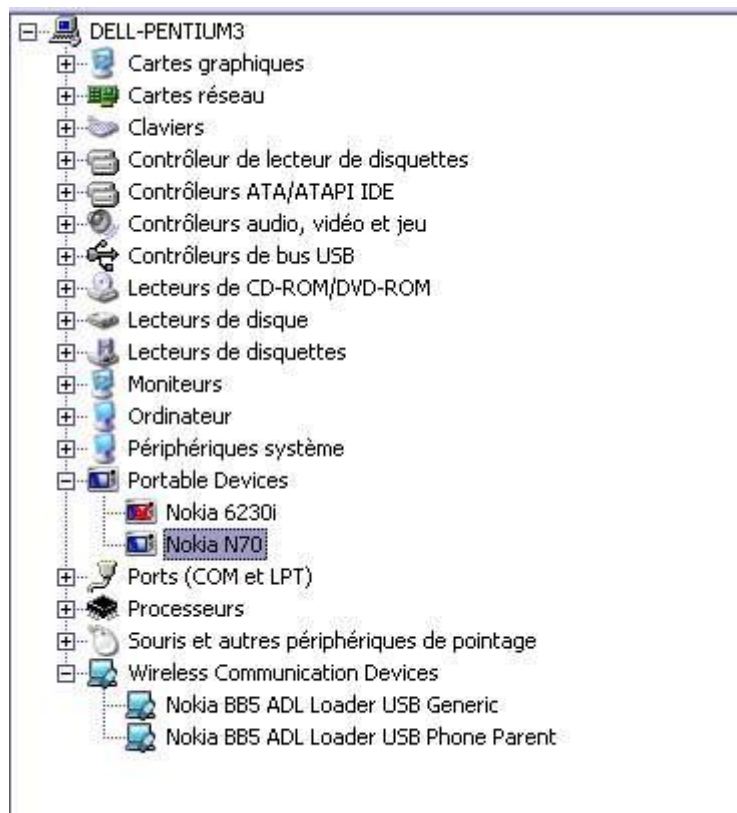 DELL-PENTIUM3
Cartes graphiques
Cartes réseau
Claviers
Contrôleur de lecteur de disquettes
Contrôleurs ATA/ATAPI IDE
Contrôleurs audio, vidéo et jeu
Contrôleurs de bus USB
Lecteurs de CD-ROM/DVD-ROM
Lecteurs de disque
Lecteurs de disquettes
Moniteurs
Ordinateur
Périphériques système
Portable Devices
Nokia 6230i
Nokia N70
Ports (COM et LPT)
Processeurs
Souris et autres périphériques de pointage
Wireless Communication Devices
Nokia BB5 ADL Loader USB Generic
Nokia BB5 ADL Loader USB Phone Parent